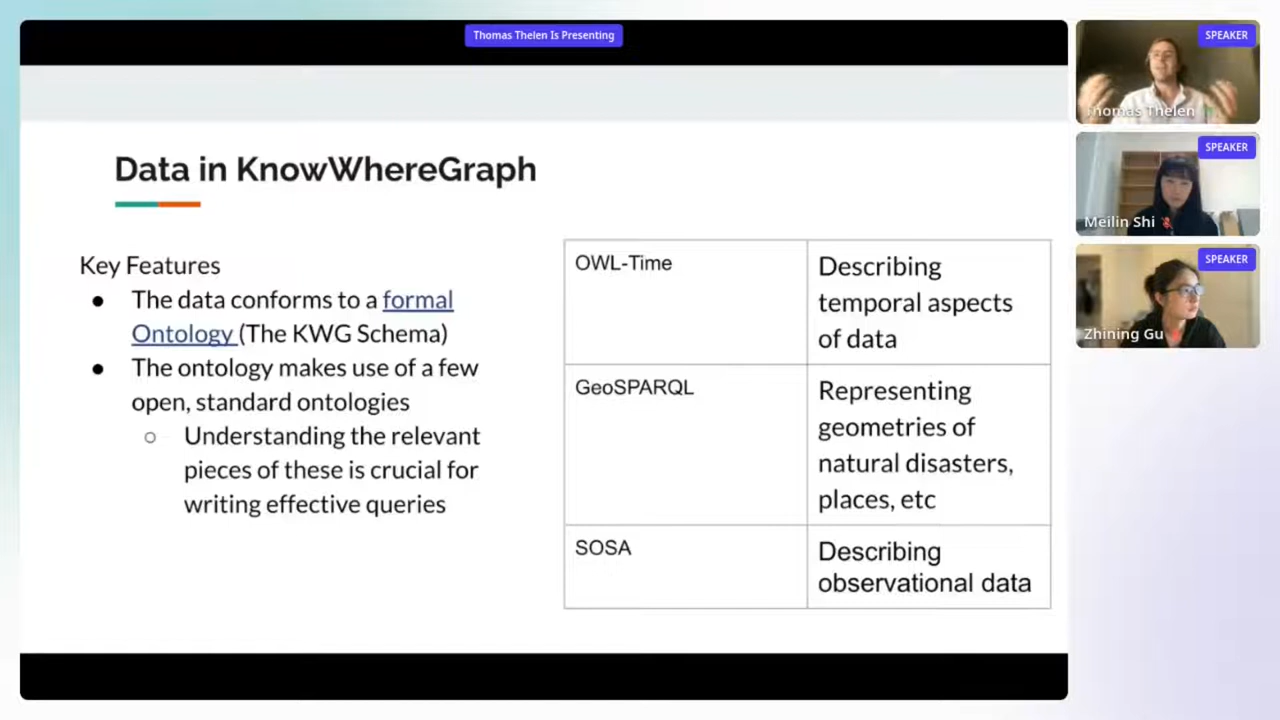 Thomas Thelen Is Presenting
Data in KnowWhereGraph
Key Features
● The data conforms to a formal
Ontology (The KWG Schema)
● The ontology makes use of a few
open, standard ontologies
○ Understanding the relevant
pieces of these is crucial for
writing effective queries
OWL-Time
Describing
temporal aspects
of data
GeoSPARQL
Representing
geometries of
natural disasters,
places, etc
SOSA
Describing
observational data
SPEAKER
Thomas Thelen
SPEAKER
Meilin Shi
SPEAKER
Zhining Gu